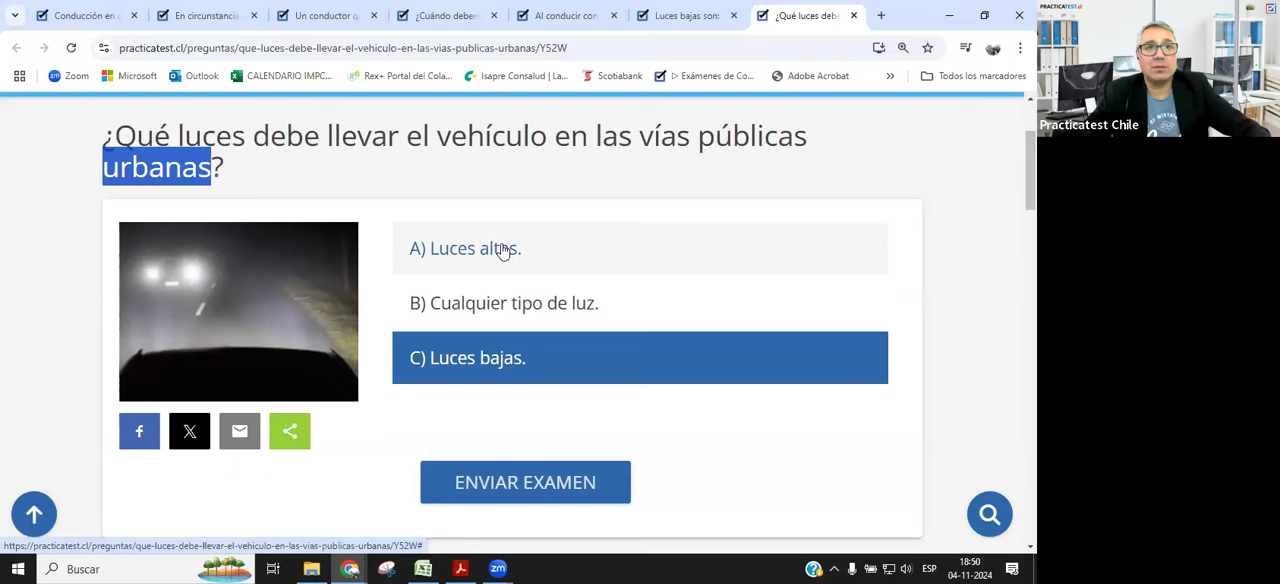 Conducción en
En circunstancia
Un conductor q
¿Cuándo deber
Al conducir con
Luces bajas son:
¿Qué luces debe
practicatest.cl/preguntas/que-luces-debe-llevar-el-vehiculo-en-las-vias-publicas-urbanas/Y52W
Zoom
Microsoft
Outlook
CALENDARIO IMPC...
Rex+ Portal del Cola...
Isapre Consalud | La...
Scotiabank
▷ Exámenes de Co...
Adobe Acrobat
»
Todos los marcadores
PRACTICATEST.cl
Practicatest Chile
¿Qué luces debe llevar el vehículo en las vías públicas
urbanas?
A) Luces altas.
B) Cualquier tipo de luz.
C) Luces bajas.
ENVIAR EXAMEN
https://practicatest.cl/preguntas/que-luces-debe-llevar-el-vehiculo-en-las-vias-publicas-urbanas/Y52W#
Buscar
ESP
18:50
04-11-2024